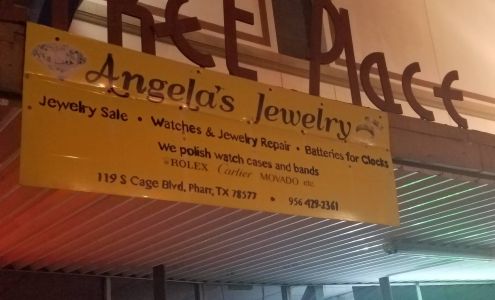 Place
Angela's Jewelry
Jewelry Sale • Watches & Jewelry Repair • Batteries for Clocks
We polish watch cases and bands
ROLEX Cartier MOVADO etc.
119 S Cage Blvd, Pharr, TX 78577 • 956 429-2361